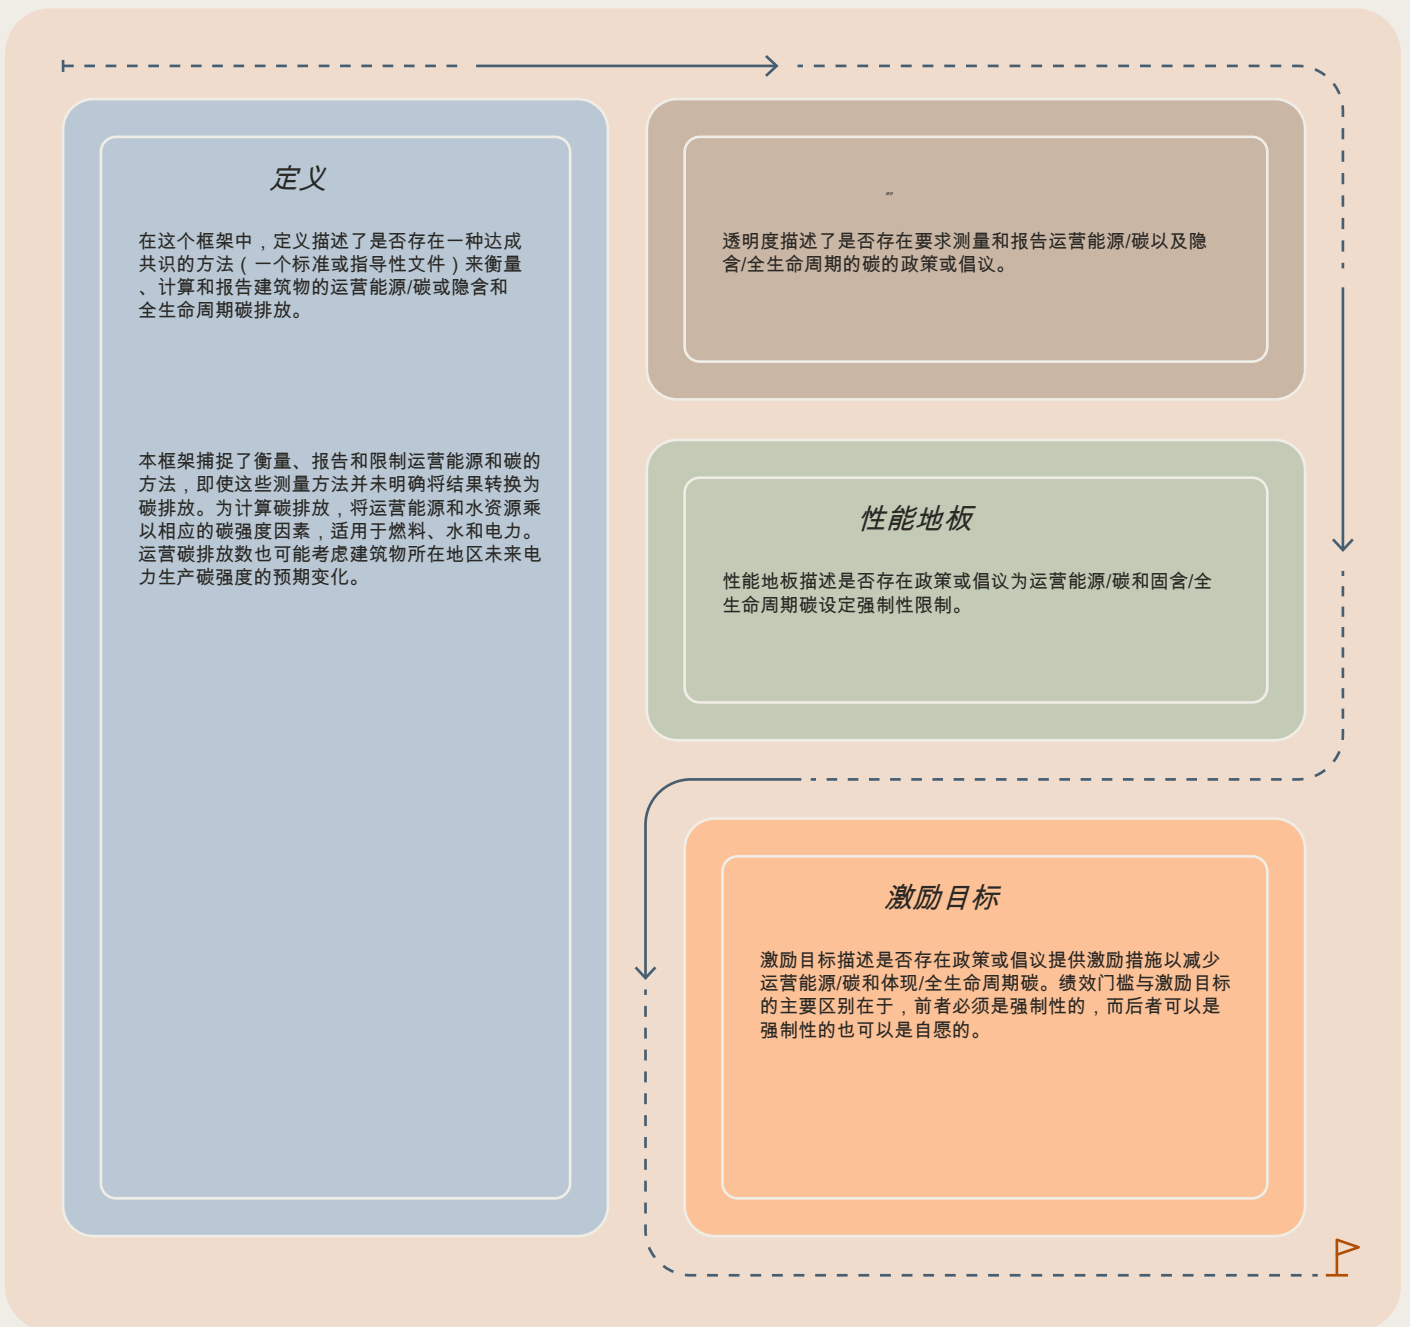 定义
在这个框架中，定义描述了是否存在一种达成
共识的方法（一个标准或指导性文件）来衡量
、计算和报告建筑物的运营能源/碳或隐含和
全生命周期碳排放。
本框架捕捉了衡量、报告和限制运营能源和碳的
方法，即使这些测量方法并未明确将结果转换为
碳排放。为计算碳排放，将运营能源和水资源乘
以相应的碳强度因素，适用于燃料、水和电力。
运营碳排放数也可能考虑建筑物所在地区未来电
力生产碳强度的预期变化。
透明度描述了是否存在要求测量和报告运营能源/碳以及隐
含/全生命周期的碳的政策或倡议。
性能地板
性能地板描述是否存在政策或倡议为运营能源/碳和固含/全
生命周期碳设定强制性限制。
激励目标
激励目标描述是否存在政策或倡议提供激励措施以减少
运营能源/碳和体现/全生命周期碳。绩效门槛与激励目标
的主要区别在于，前者必须是强制性的，而后者可以是
强制性的也可以是自愿的。